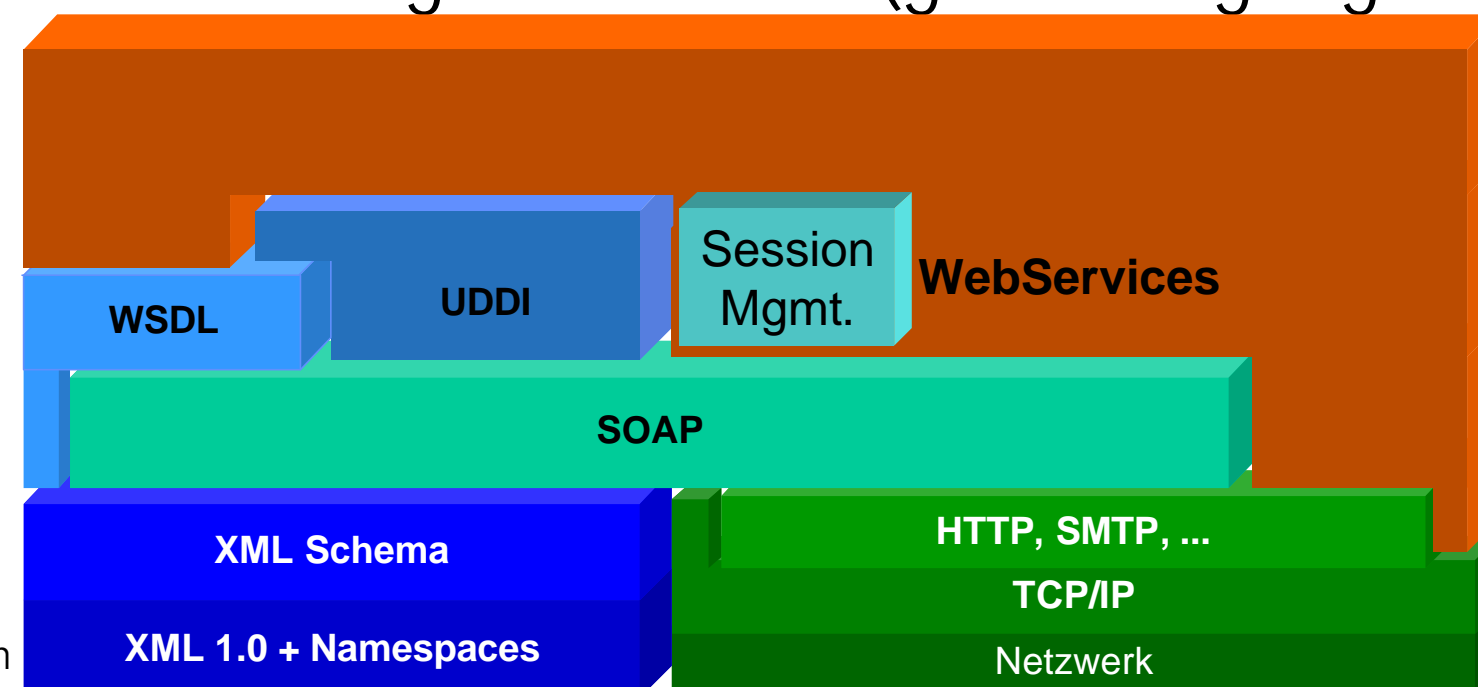 Session
Mgmt.
WebServices
UDDI
WSDL
SOAP
HTTP, SMTP, ...
XML Schema
TCP/IP
XML 1.0 + Namespaces
Netzwerk